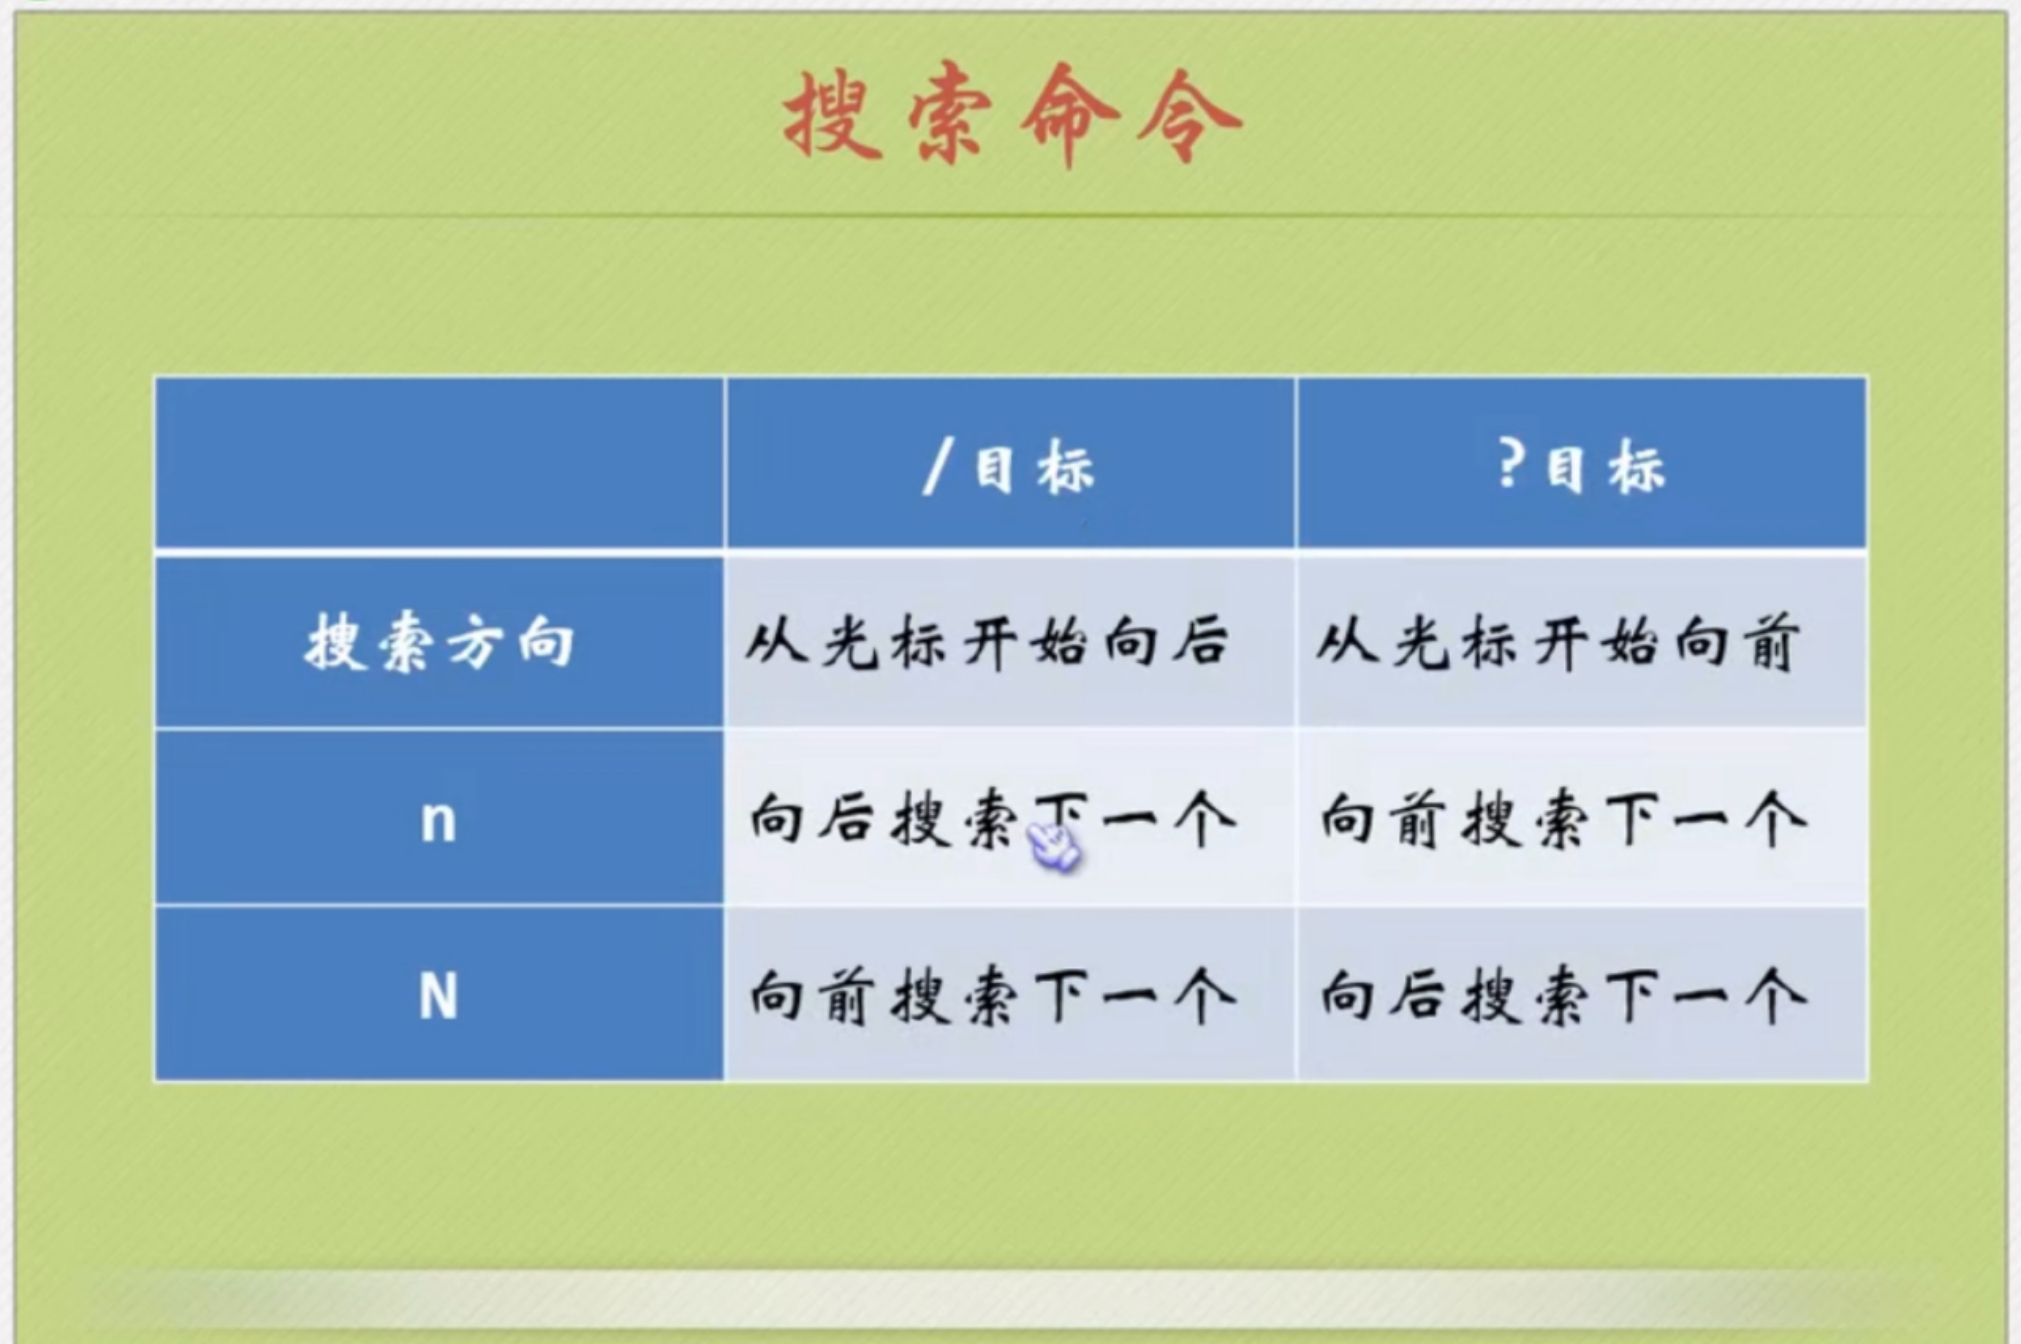 搜索命令
/目标 ?目标
搜索方向 从光标开始向后 从光标开始向前
n 向后搜索下一个 向前搜索下一个
N 向前搜索下一个 向后搜索下一个